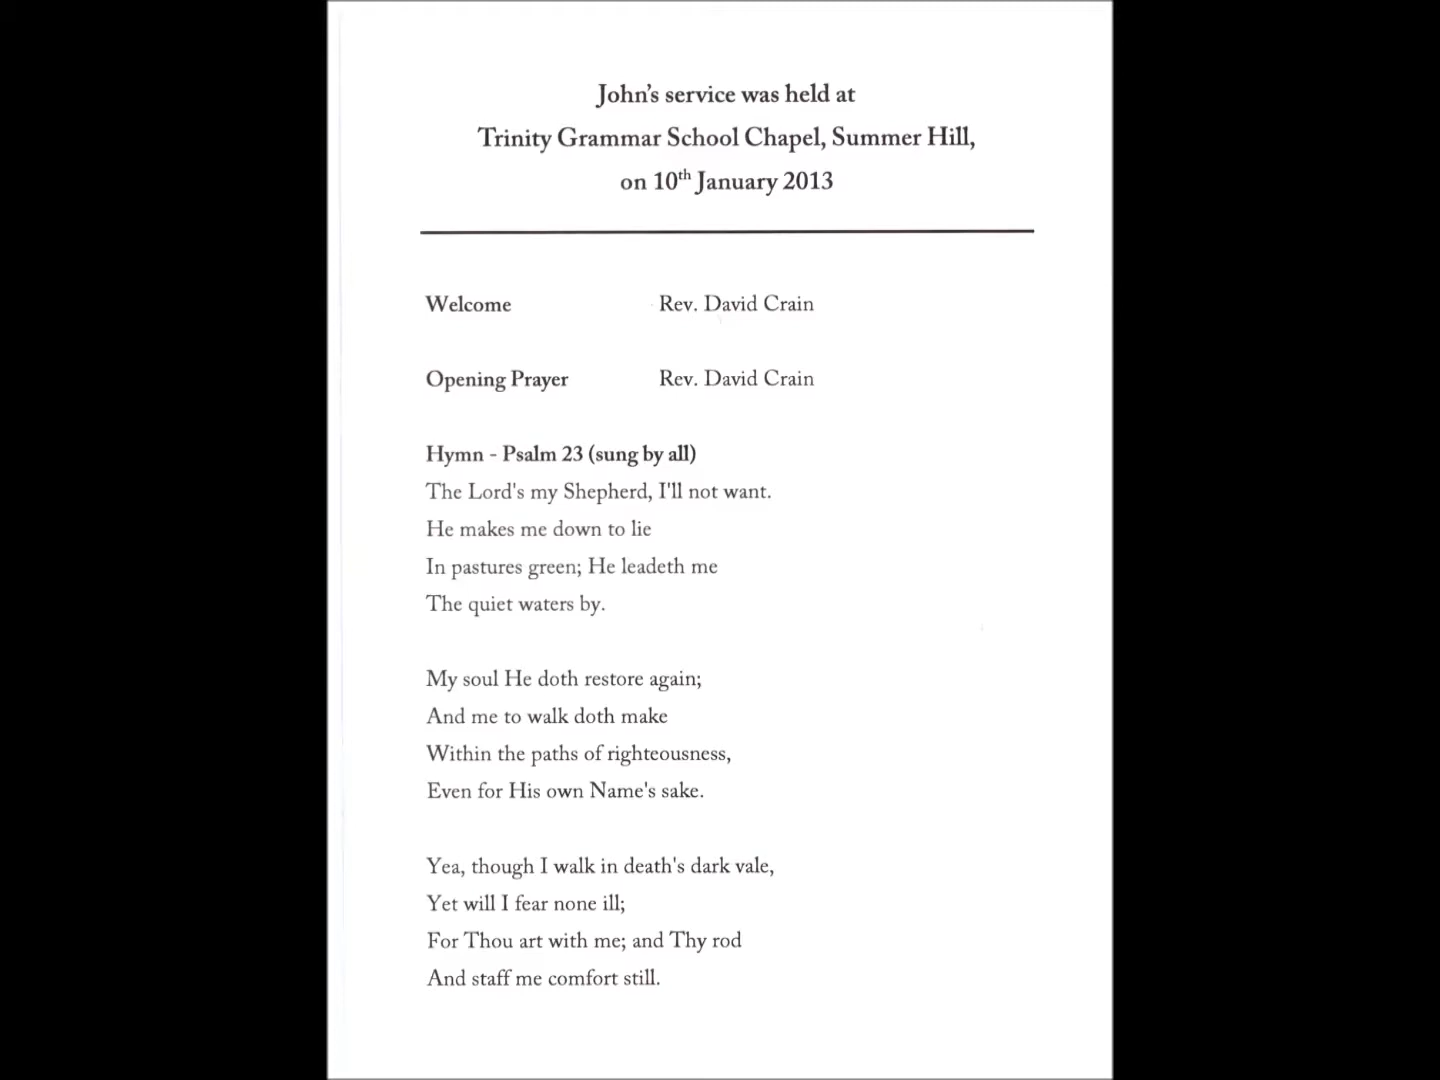 John's service was held at
Trinity Grammar School Chapel, Summer Hill,
on 10th January 2013
Welcome Rev. David Crain
Opening Prayer Rev. David Crain
Hymn - Psalm 23 (sung by all)
The Lord's my Shepherd, I'll not want.
He makes me down to lie
In pastures green; He leadeth me
The quiet waters by.
My soul He doth restore again;
And me to walk doth make
Within the paths of righteousness,
Even for His own Name's sake.
Yea, though I walk in death's dark vale,
Yet will I fear none ill;
For Thou art with me; and Thy rod
And staff me comfort still.